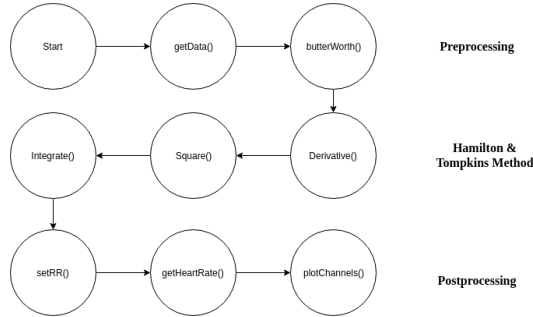 Start
getData()
butterWorth()
Preprocessing
Integrate()
Square()
Derivative()
Hamilton &
Tompkins Method
setRR()
getHeartRate()
plotChannels()
Postprocessing